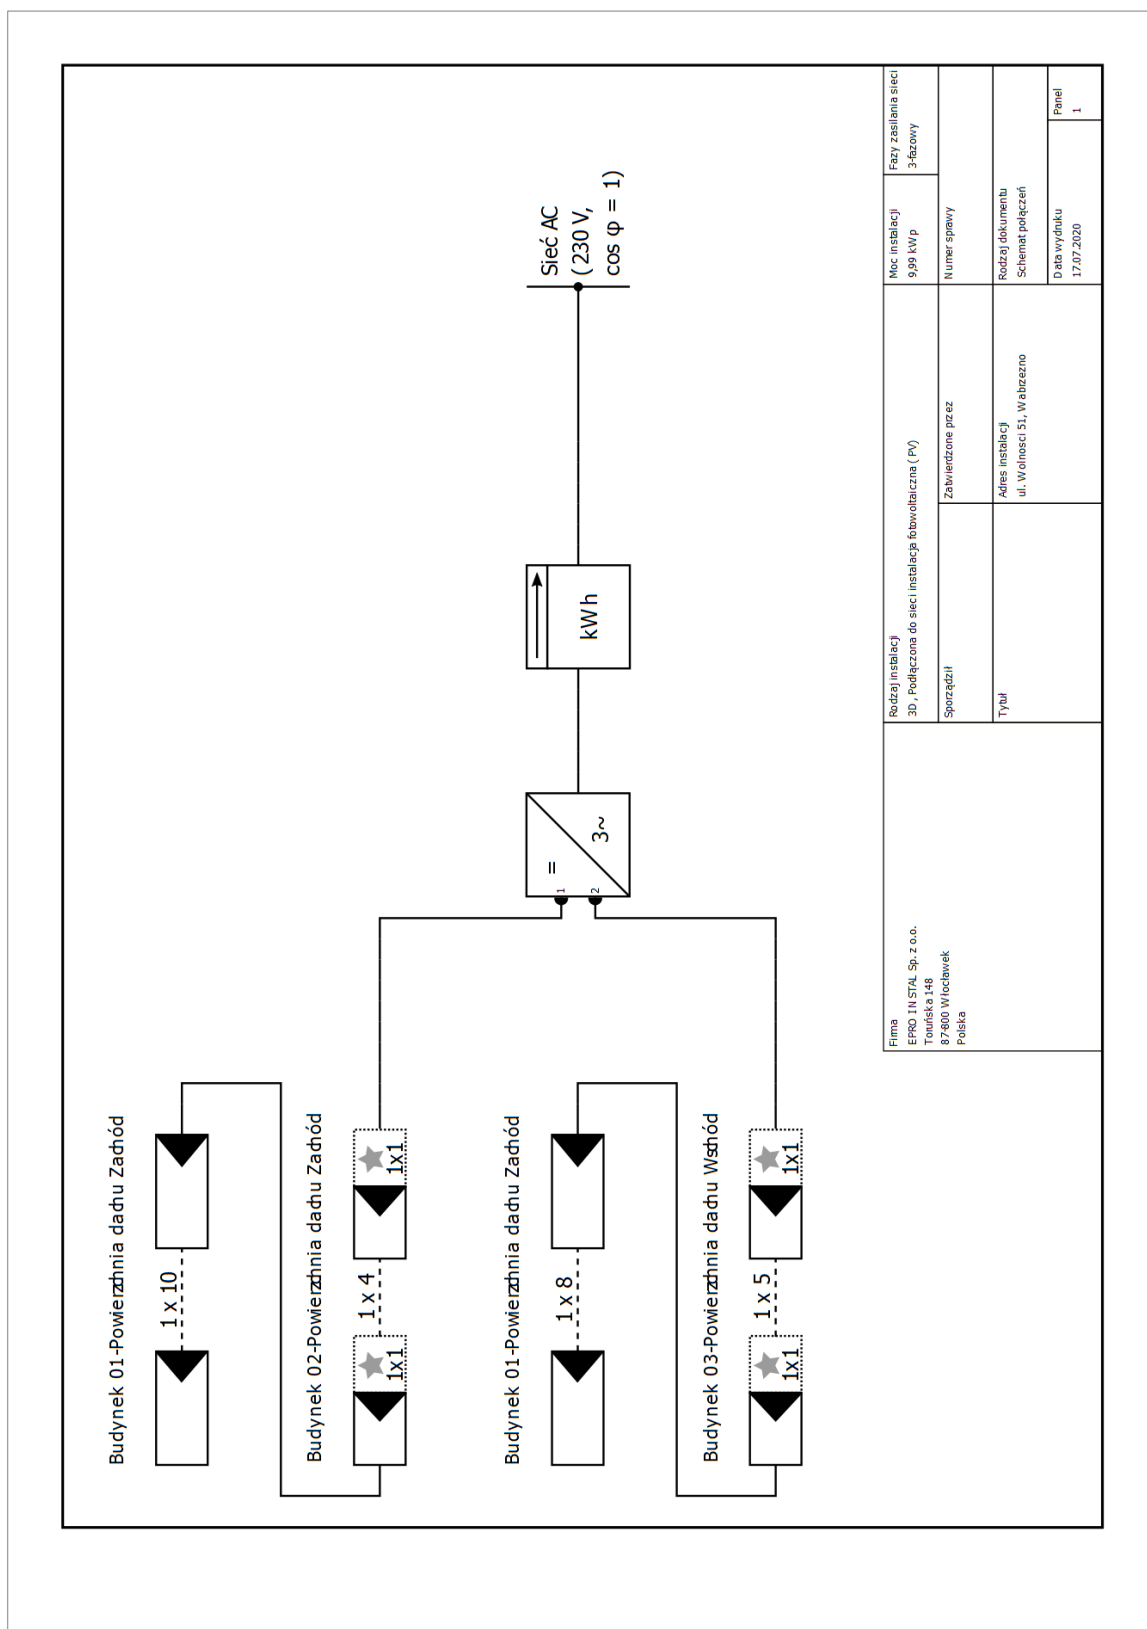 Budynek 01-Powierzchnia dachu Zachód
1 x 10
Budynek 02-Powierzchnia dachu Zachód
1x1
1 x 4
1x1
Budynek 01-Powierzchnia dachu Zachód
1 x 8
Budynek 03-Powierzchnia dachu Wschód
1x1
1 x 5
1x1
=
3~
1
2
kWh
Sieć AC
(230 V,
cos φ = 1)
Firma
EPRO INSTAL Sp. z o.o.
Toruńska 148
87-800 Włocławek
Polska
Rodzaj instalacji
3D, Podłączona do sieci instalacja fotowoltaiczna (PV)
Moc instalacji
9,99 kWp
Fazy zasilania sieci
3-fazowy
Sporządził
Zatwierdzone przez
Numer sprawy
Tytuł
Adres instalacji
ul. Wolnosci 51, Wabrzezno
Rodzaj dokumentu
Schemat połączeń
Data wydruku
17.07.2020
Panel
1